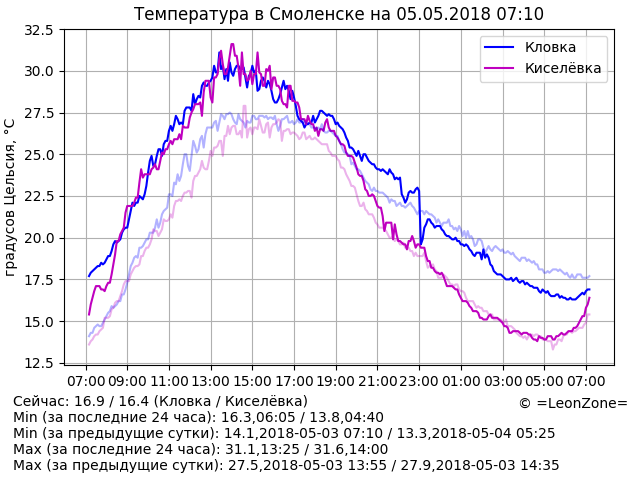 Температура в Смоленске на 05.05.2018 07:10
градусов Цельсия, °C
32.5
30.0
27.5
25.0
22.5
20.0
17.5
15.0
12.5
Кловка
Киселёвка
07:00 09:00 11:00 13:00 15:00 17:00 19:00 21:00 23:00 01:00 03:00 05:00 07:00
Сейчас: 16.9 / 16.4 (Кловка / Киселёвка)
© =LeonZone=
Min (за последние 24 часа): 16.3,06:05 / 13.8,04:40
Min (за предыдущие сутки): 14.1,2018-05-03 07:10 / 13.3,2018-05-04 05:25
Max (за последние 24 часа): 31.1,13:25 / 31.6,14:00
Max (за предыдущие сутки): 27.5,2018-05-03 13:55 / 27.9,2018-05-03 14:35